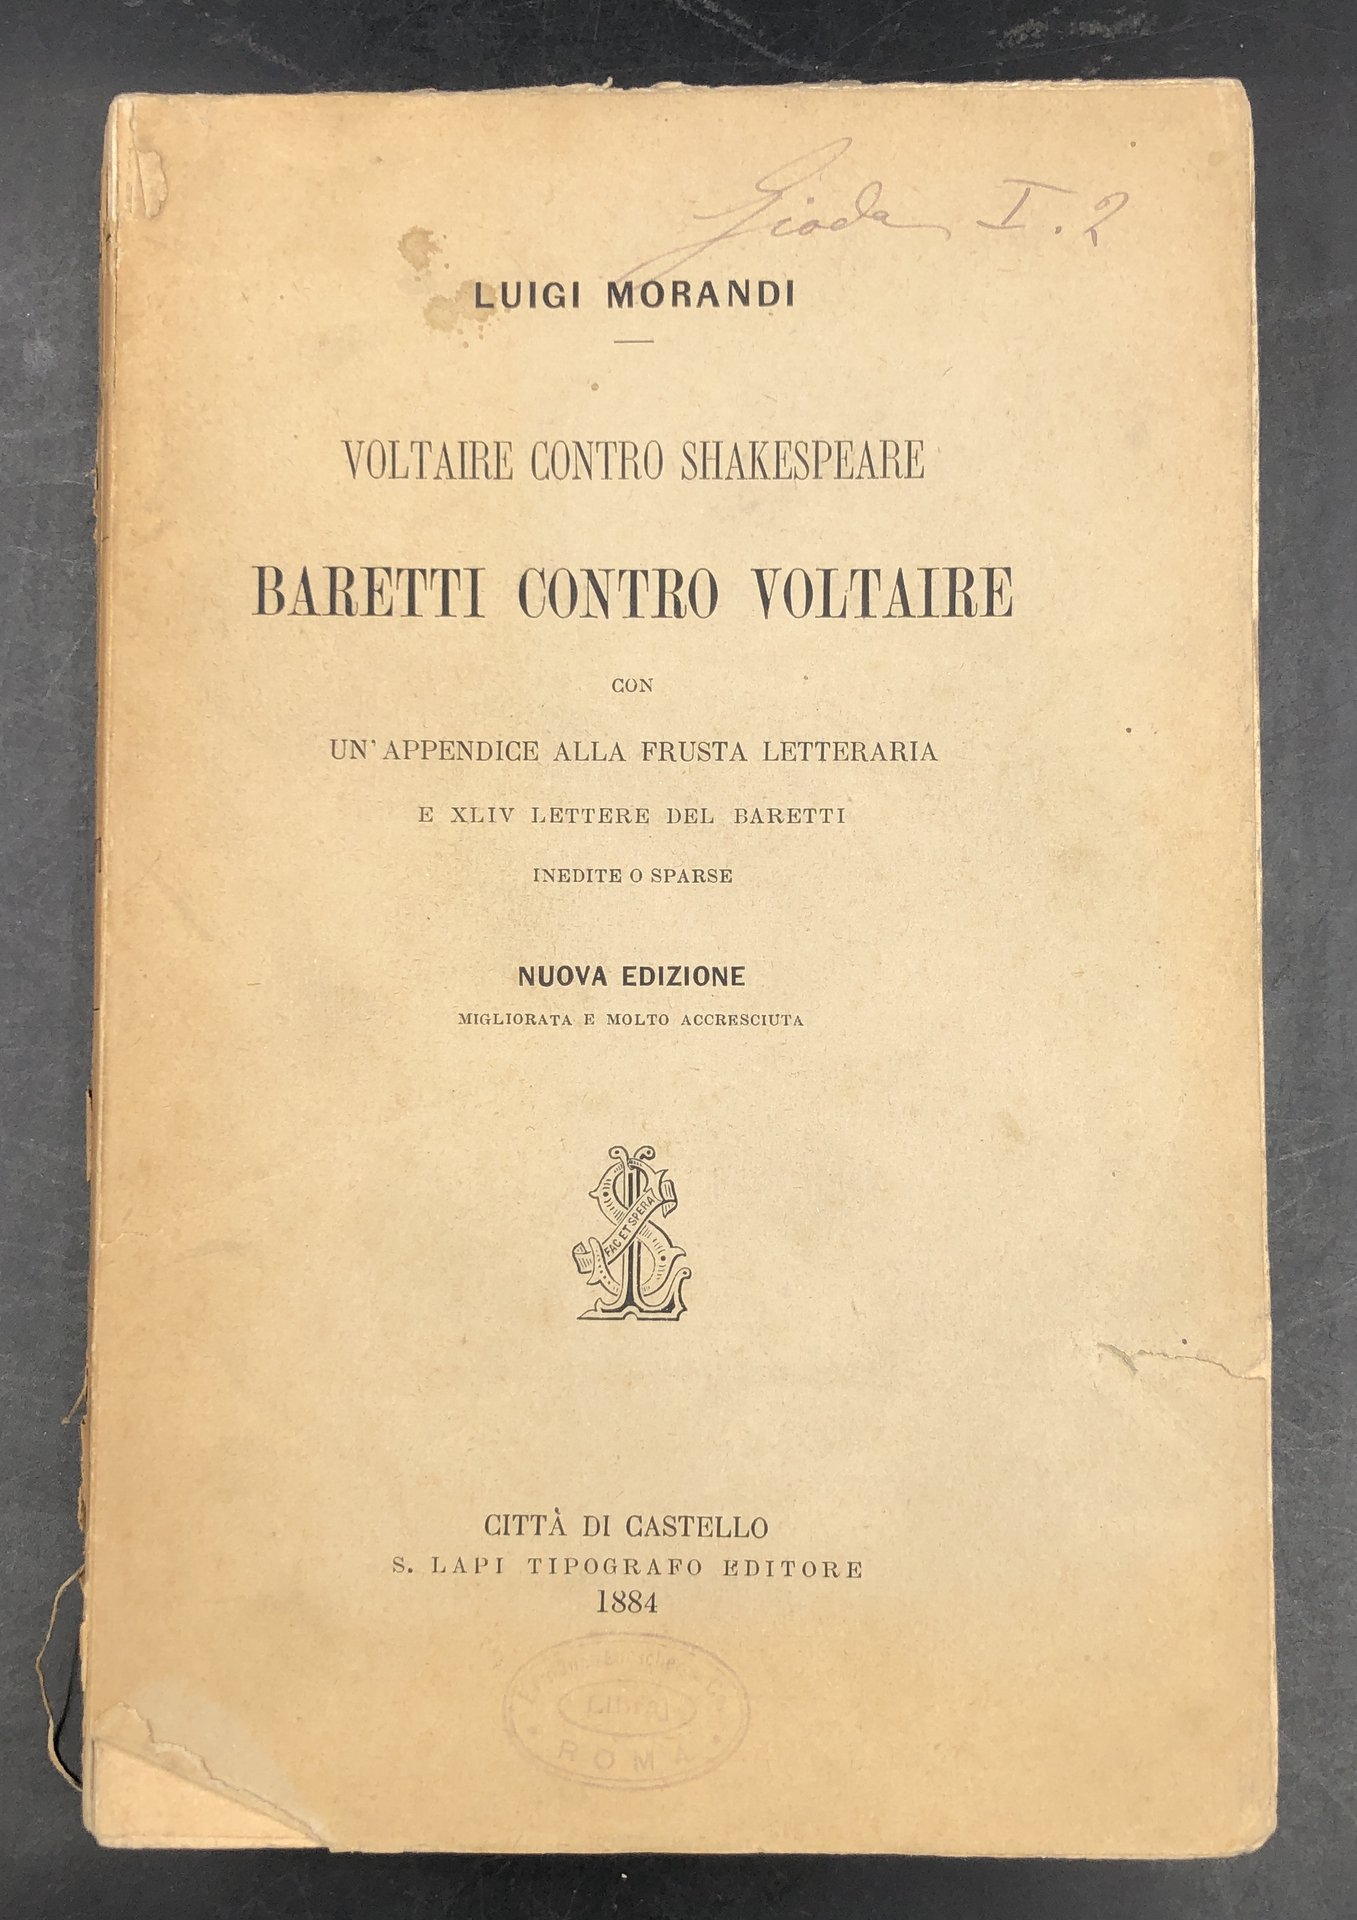 Gioda I. 2
LUIGI MORANDI
VOLTAIRE CONTRO SHAKESPEARE
BARETTI CONTRO VOLTAIRE
CON
UN' APPENDICE ALLA FRUSTA LETTERARIA
E XLIV LETTERE DEL BARETTI
INEDITE O SPARSE
NUOVA EDIZIONE
MIGLIORATA E MOLTO ACCRESCIUTA
FAC ET SPERA
CITTÀ DI CASTELLO
S. LAPI TIPOGRAFO EDITORE
1884
Librai
ROMA